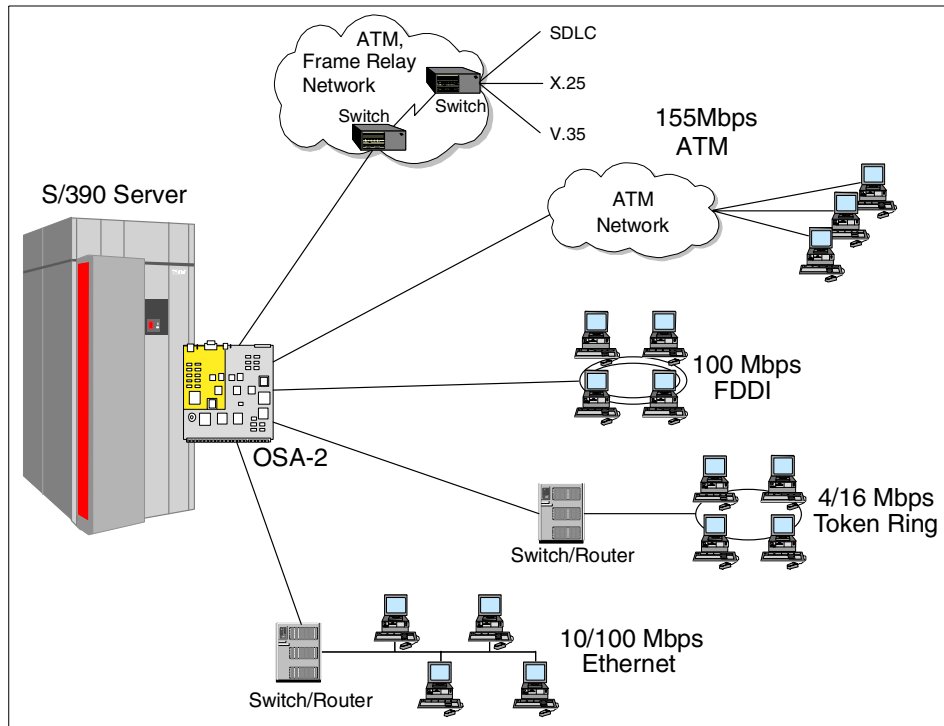 ATM,
Frame Relay
Network
Switch
Switch
SDLC
X.25
V.35
155Mbps
ATM
S/390 Server
ATM
Network
100 Mbps
FDDI
OSA-2
4/16 Mbps
Token Ring
Switch/Router
10/100 Mbps
Ethernet
Switch/Router